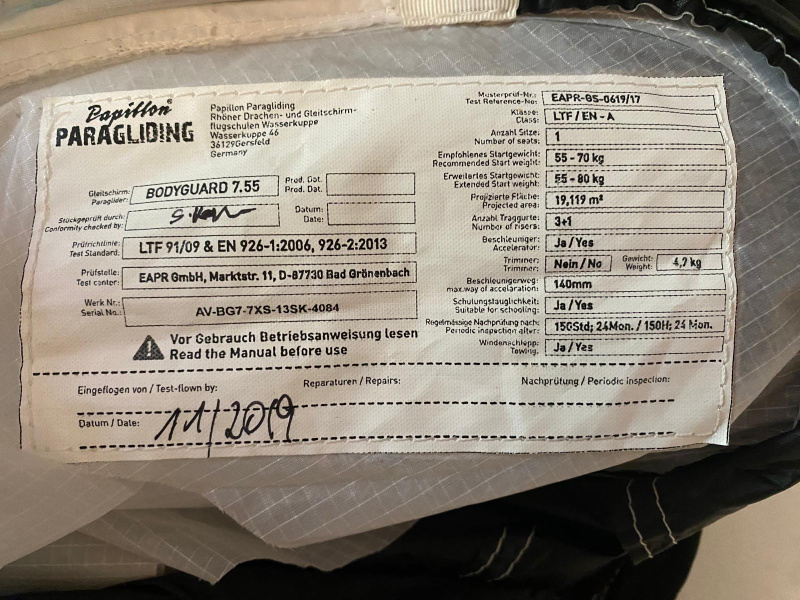 Papillon®
PARAGLIDING
Papillon Paragliding
Rhöner Drachen- und Gleitschirm-
flugschulen Wasserkuppe
Wasserkuppe 46
36129Gersfeld
Germany
Gleitschirm:
Paraglider:
BODYGUARD 7.55
Prod. Dat.
Prod. Dat.
Stückgeprüft durch:
Conformity checked by:
Datum:
Date:
Prüfrichtlinie:
Test Standard:
LTF 91/09 & EN 926-1:2006, 926-2:2013
Prüfstelle:
Test center:
EAPR GmbH, Marktstr. 11, D-87730 Bad Grönenbach
Werk Nr.:
Serial No.:
AV-BG7-7XS-13SK-4084
Vor Gebrauch Betriebsanweisung lesen
Read the Manual before use
Musterprüf-Nr.:
Test Reference-No:
EAPR-GS-0619/17
Klasse:
Class:
LTF/EN - A
Anzahl Sitze:
Number of seats:
1
Empfohlenes Startgewicht:
Recommended Start weight:
55 - 70 kg
Erweitertes Startgewicht:
Extended Start weight:
55 - 80 kg
Projizierte Fläche:
Projected area:
19,119 m²
Anzahl Traggurte:
Number of risers:
3+1
Beschleuniger:
Accelerator:
Ja/Yes
Trimmer:
Trimmer:
Nein/No
Gewicht:
Weight:
4,2 kg
Beschleunigerweg:
max.way of accelaration:
140mm
Schulungstauglichkeit:
Suitable for schooling:
Ja/Yes
Regelmässige Nachprüfung nach:
Periodic inspection after:
150Std; 24Mon. / 150H; 24 Mon.
Windenschlepp:
Towing:
Ja/Yes
Eingeflogen von / Test-flown by:
Reparaturen / Repairs:
Nachprüfung / Periodic inspection:
Datum / Date:
11/2019